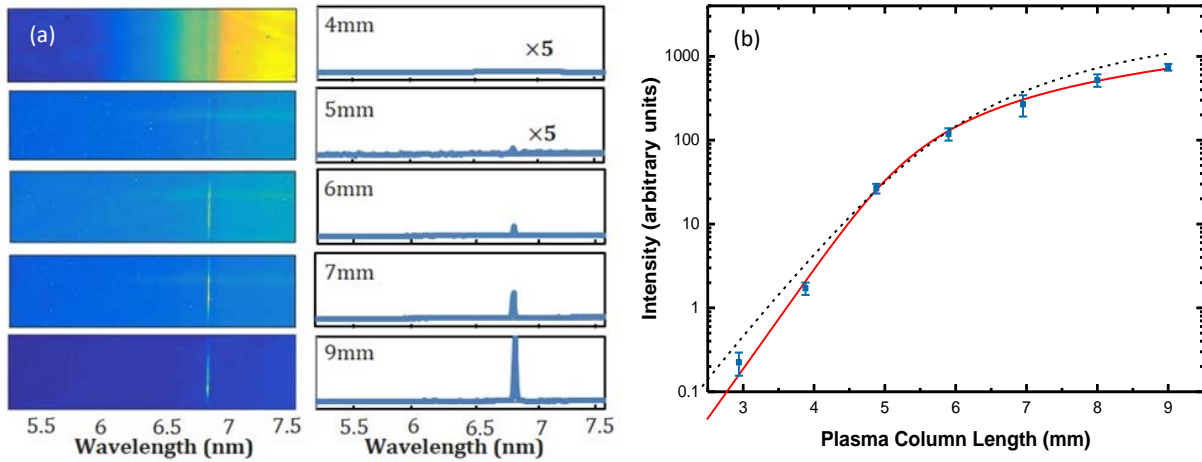 (a)
4mm
×5
5mm
×5
6mm
7mm
9mm
5.5 6 6.5 7 7.5
Wavelength (nm)
5.5 6 6.5 7 7.5
Wavelength (nm)
(b)
Intensity (arbitrary units)
1000
100
10
1
0.1
3 4 5 6 7 8 9
Plasma Column Length (mm)